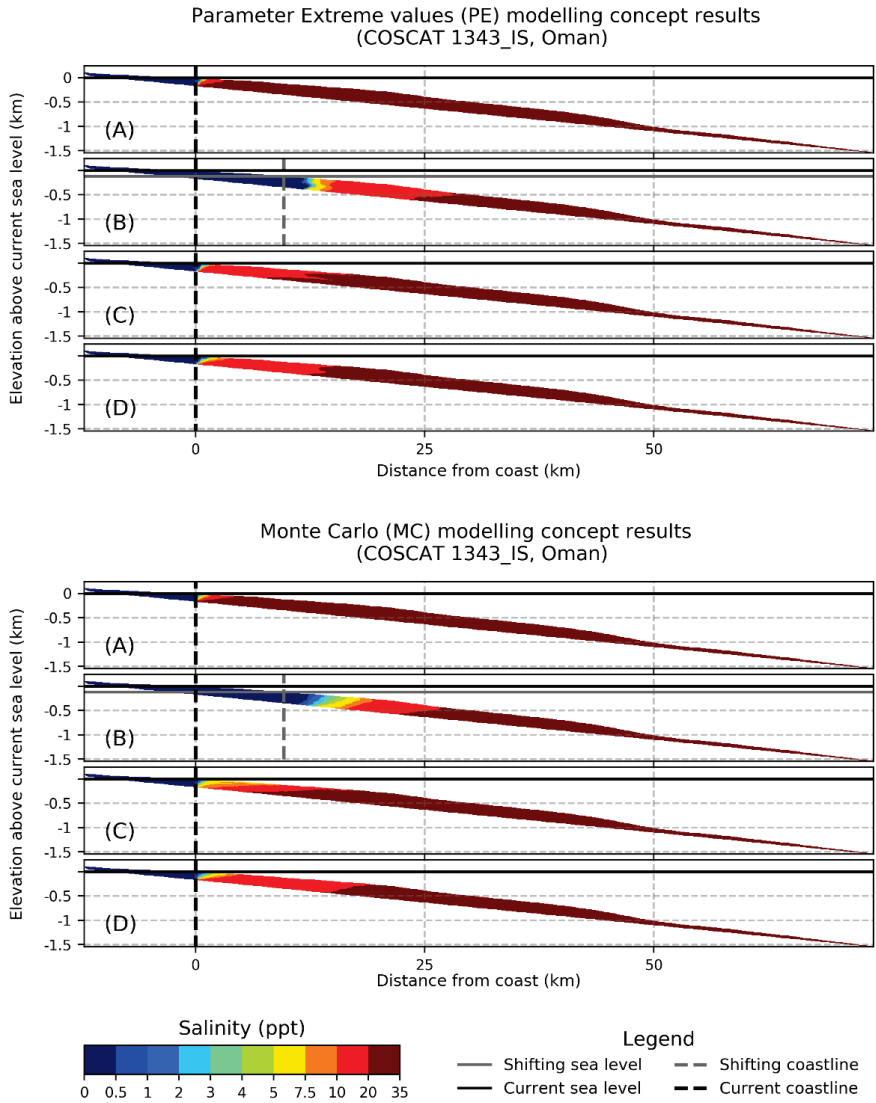 Parameter Extreme values (PE) modelling concept results
(COSCAT 1343_IS, Oman)
Elevation above current sea level (km)
0
-0.5
-1
-1.5
(A)
-0.5
-1
-1.5
(B)
-0.5
-1
-1.5
(C)
-0.5
-1
-1.5
(D)
0 25 50
Distance from coast (km)
Monte Carlo (MC) modelling concept results
(COSCAT 1343_IS, Oman)
Elevation above current sea level (km)
0
-0.5
-1
-1.5
(A)
-0.5
-1
-1.5
(B)
-0.5
-1
-1.5
(C)
-0.5
-1
-1.5
(D)
0 25 50
Distance from coast (km)
Salinity (ppt)
0 0.5 1 2 3 4 5 7.5 10 20 35
Legend
Shifting sea level Shifting coastline
Current sea level Current coastline